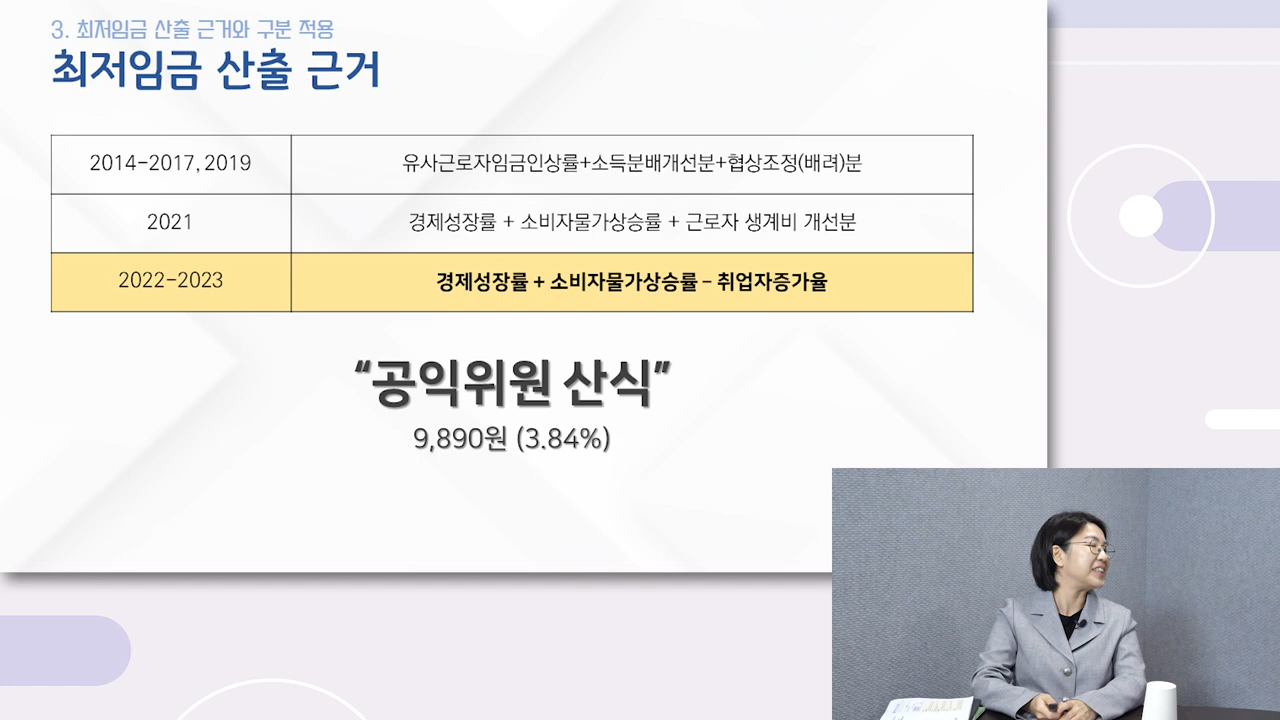 3. 최저임금 산출 근거와 구분 적용
최저임금 산출 근거
2014-2017, 2019
유사근로자임금인상률+소득분배개선분+협상조정(배려)분
2021
경제성장률 + 소비자물가상승률 + 근로자 생계비 개선분
2022-2023
경제성장률 + 소비자물가상승률 - 취업자증가율
“공익위원 산식”
9,890원 (3.84%)